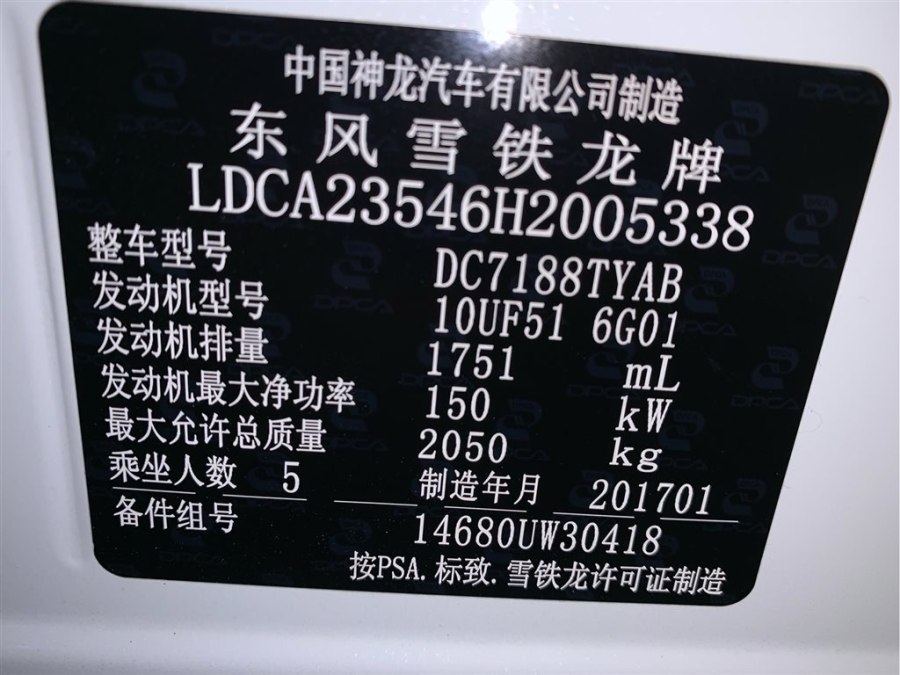 中国神龙汽车有限公司制造
东风雪铁龙牌
LDCA23546H2005338
整车型号 DC7188TYAB
发动机型号 10UF51 6G01
发动机排量 1751 mL
发动机最大净功率 150 kW
最大允许总质量 2050 kg
乘坐人数 5 制造年月 201701
备件组号 14680UW30418
按PSA.标致.雪铁龙许可证制造